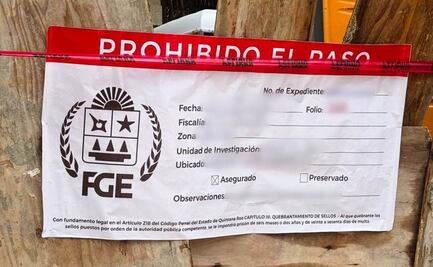 PROHIBIDO EL PASO
No. de Expediente:
Fecha: Folio:
Fiscalía:
Zona:
Unidad de Investigación:
Ubicado:
☒ Asegurado ☐ Preservado
FGE
Observaciones:
Con fundamento legal en el Artículo 218 del Código Penal del Estado de Quintana Roo CAPITULO III. QUEBRANTAMIENTO DE SELLOS - Al que quebrante los
sellos puestos por orden de la autoridad pública competente, se le impondrá prisión de seis meses a dos años y de veinte a sesenta días de multa.